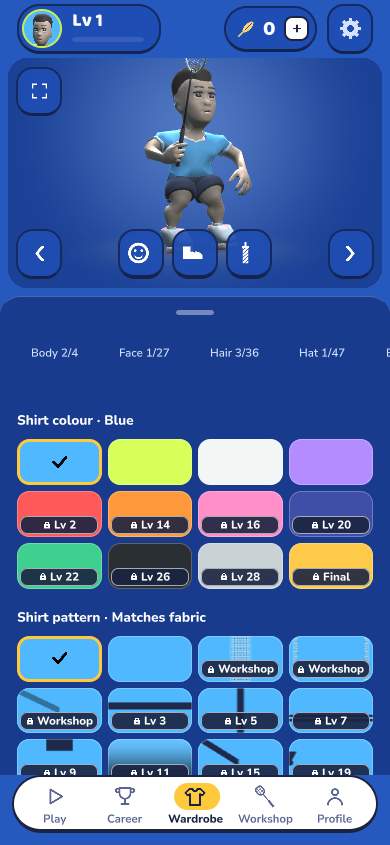 Lv 1
0 +
Body 2/4 Face 1/27 Hair 3/36 Hat 1/47
Shirt colour · Blue
Lv 2 Lv 14 Lv 16 Lv 20
Lv 22 Lv 26 Lv 28 Final
Shirt pattern · Matches fabric
Workshop Workshop
Workshop Lv 3 Lv 5 Lv 7
Lv 9 Lv 11 Lv 15 Lv 19
Play Career Wardrobe Workshop Profile